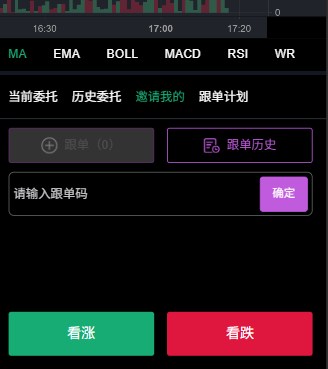 0
16:30 17:00 17:20
MA EMA BOLL MACD RSI WR
当前委托 历史委托 邀请我的 跟单计划
跟单（0） 跟单历史
请输入跟单码 确定
看涨 看跌